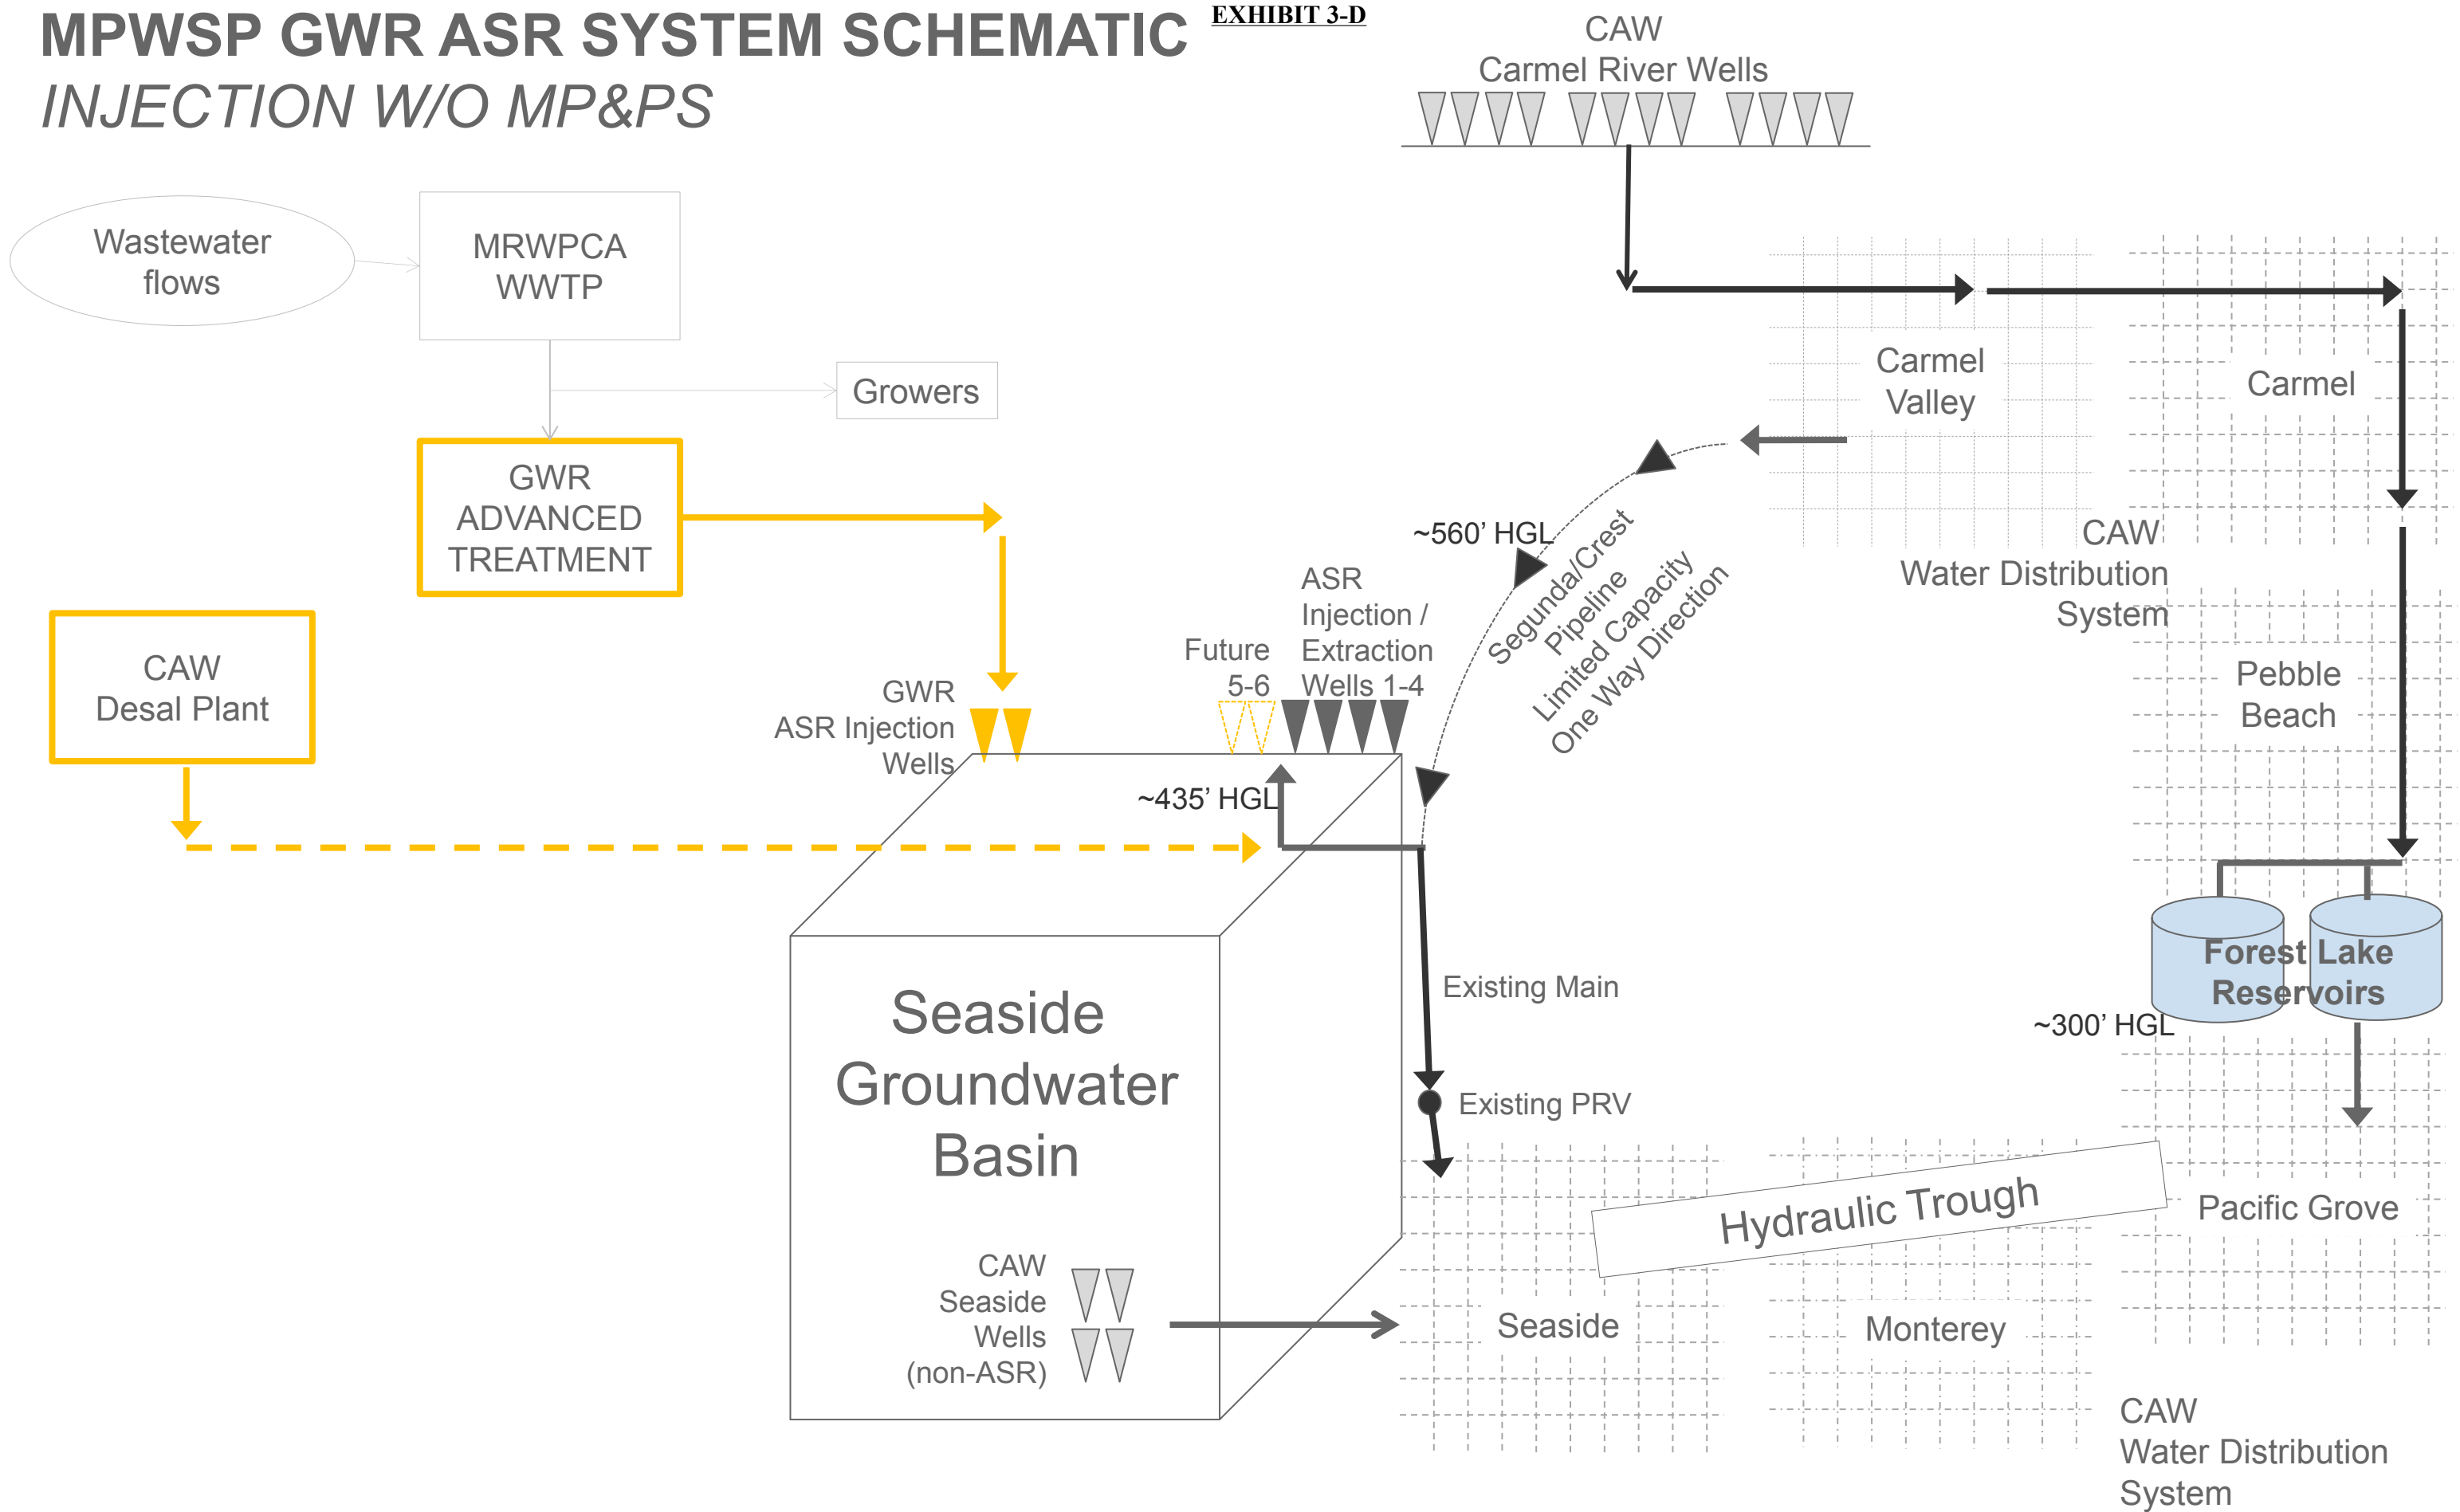 MPWSP GWR ASR SYSTEM SCHEMATIC
EXHIBIT 3-D
INJECTION W/O MP&PS
CAW
Carmel River Wells
Wastewater
flows
MRWPCA
WWTP
Growers
GWR
ADVANCED
TREATMENT
CAW
Desal Plant
GWR
ASR Injection
Wells
Future
5-6
ASR
Injection /
Extraction
Wells 1-4
~435’ HGL
~560’ HGL
Segunda/Crest
Pipeline
Limited Capacity
One Way Direction
Carmel
Valley
Carmel
CAW
Water Distribution
System
Pebble
Beach
Forest Lake
Reservoirs
~300’ HGL
Existing Main
Existing PRV
Seaside
Groundwater
Basin
CAW
Seaside
Wells
(non-ASR)
Hydraulic Trough
Pacific Grove
Seaside
Monterey
CAW
Water Distribution
System